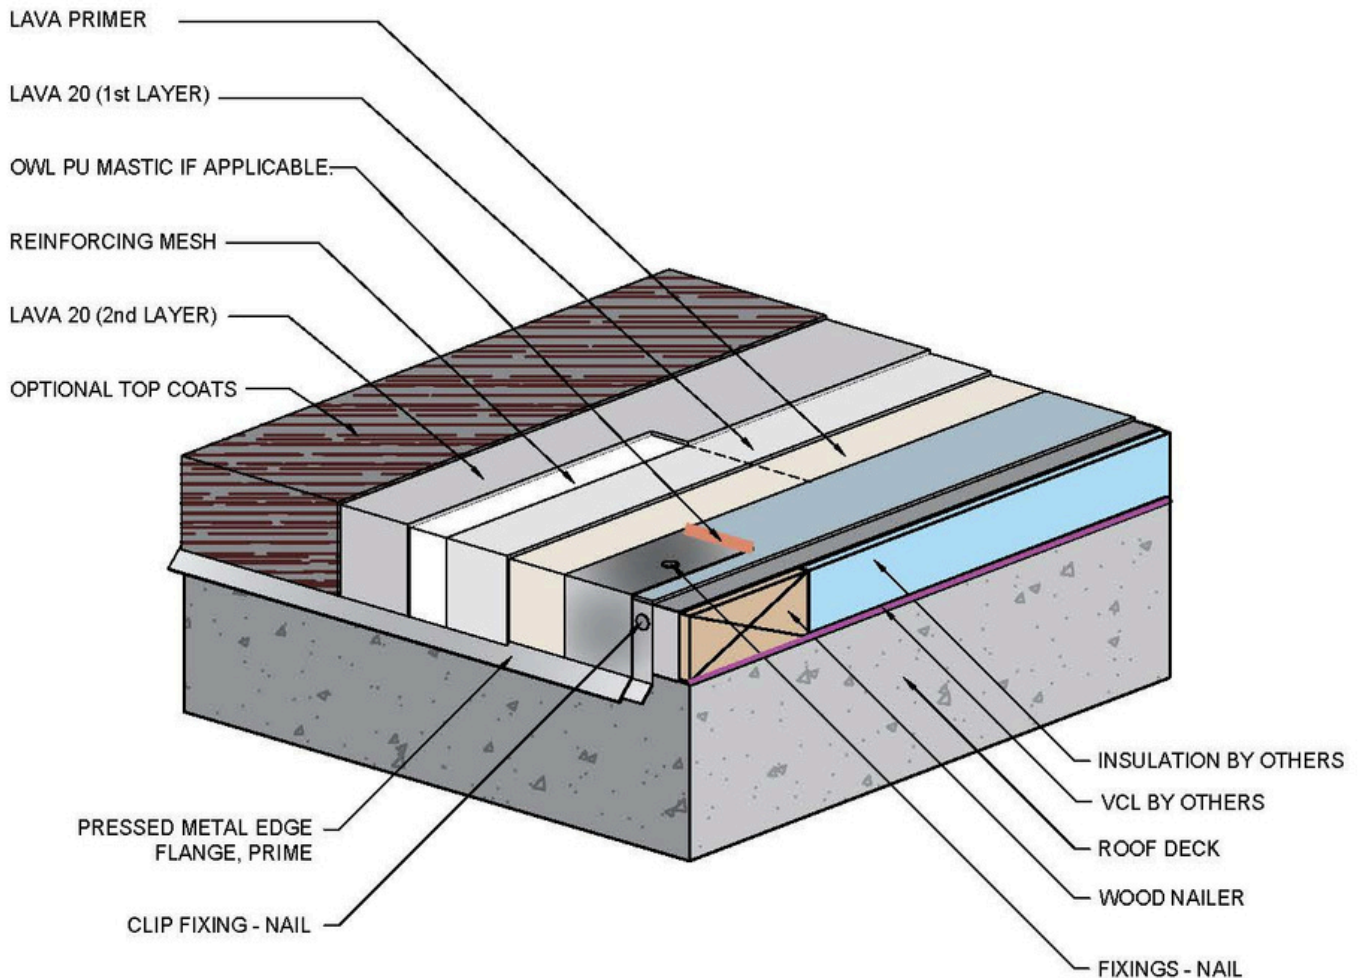 LAVA PRIMER
LAVA 20 (1st LAYER)
OWL PU MASTIC IF APPLICABLE.
REINFORCING MESH
LAVA 20 (2nd LAYER)
OPTIONAL TOP COATS
PRESSED METAL EDGE
FLANGE, PRIME
CLIP FIXING - NAIL
INSULATION BY OTHERS
VCL BY OTHERS
ROOF DECK
WOOD NAILER
FIXINGS - NAIL